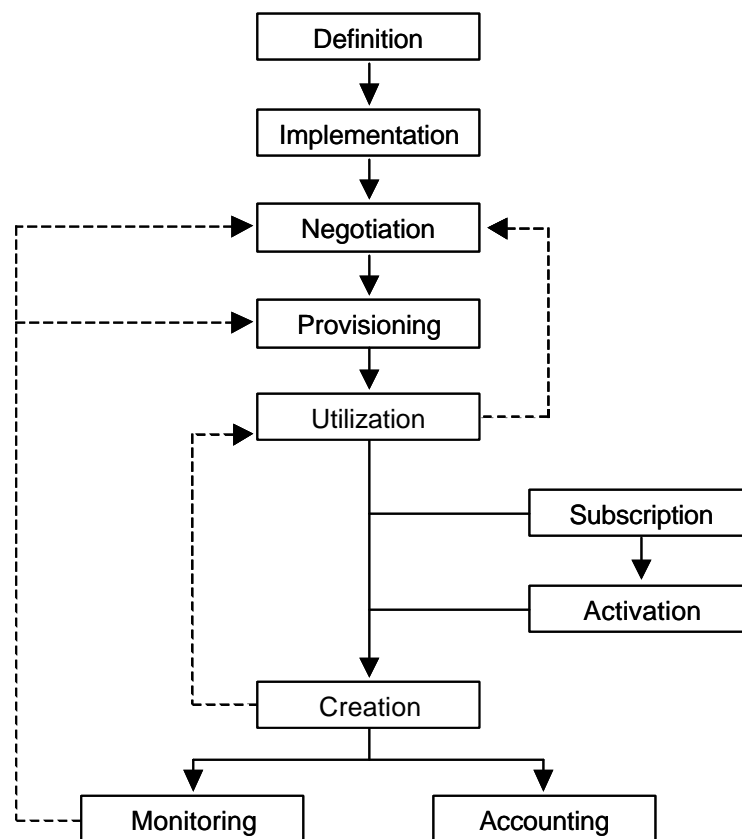 Definition
Implementation
Negotiation
Provisioning
Utilization
Subscription
Activation
Creation
Monitoring
Accounting